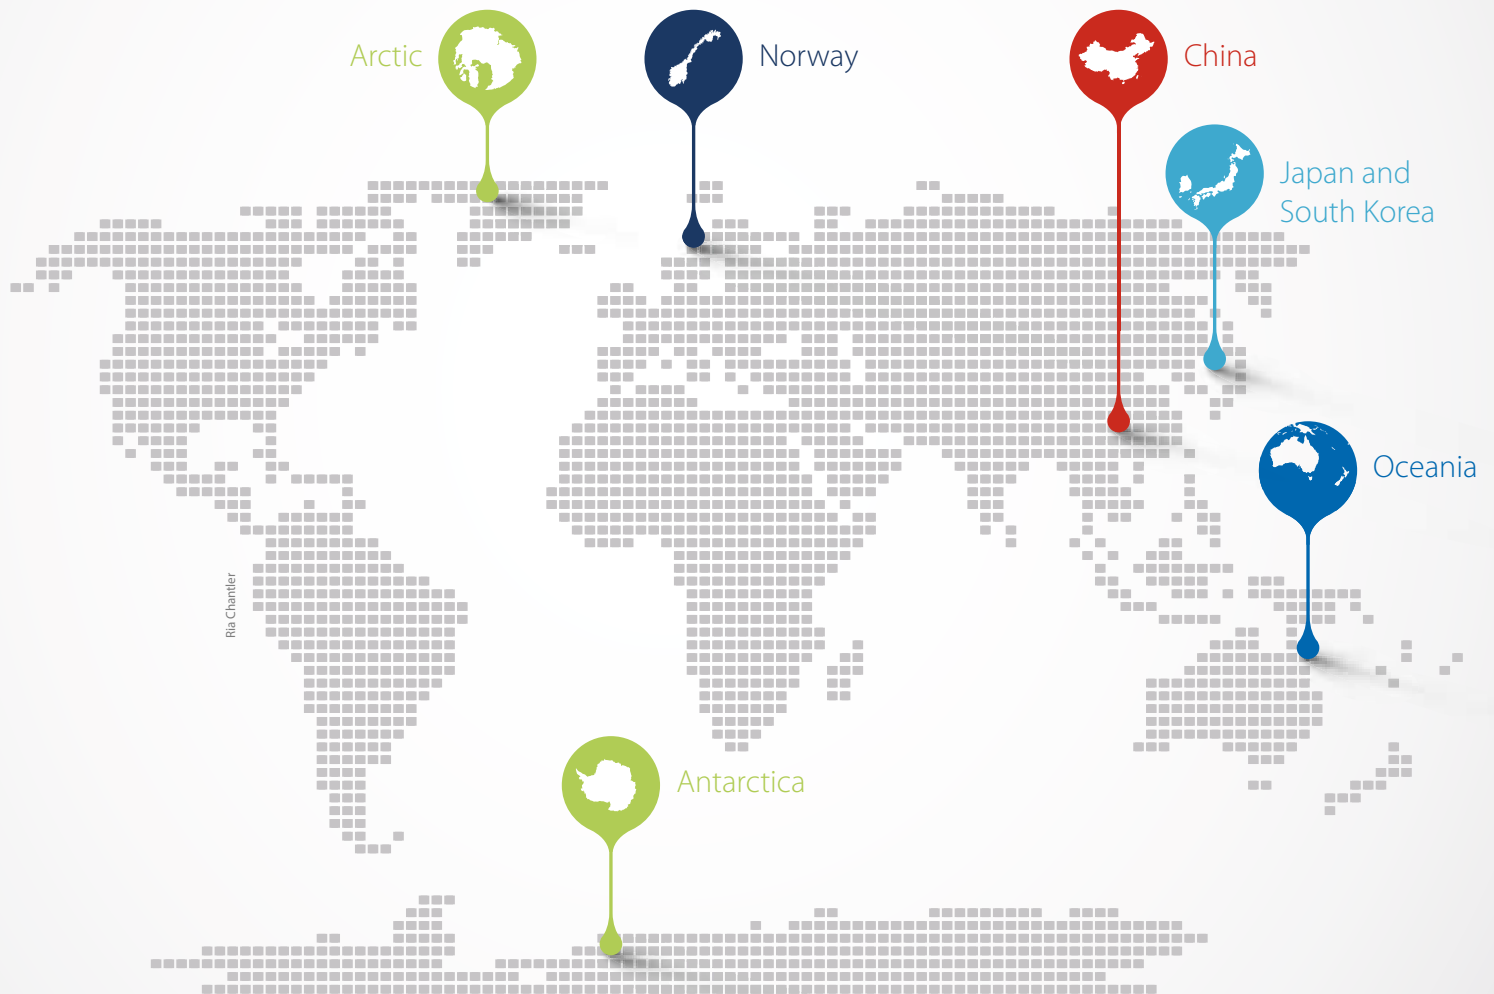 Arctic
Norway
China
Japan and
South Korea
Oceania
Ria Chantler
Antarctica